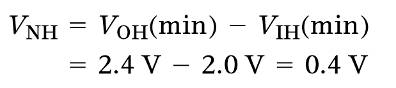 V_NH = V_OH(min) − V_IH(min)
= 2.4 V − 2.0 V = 0.4 V